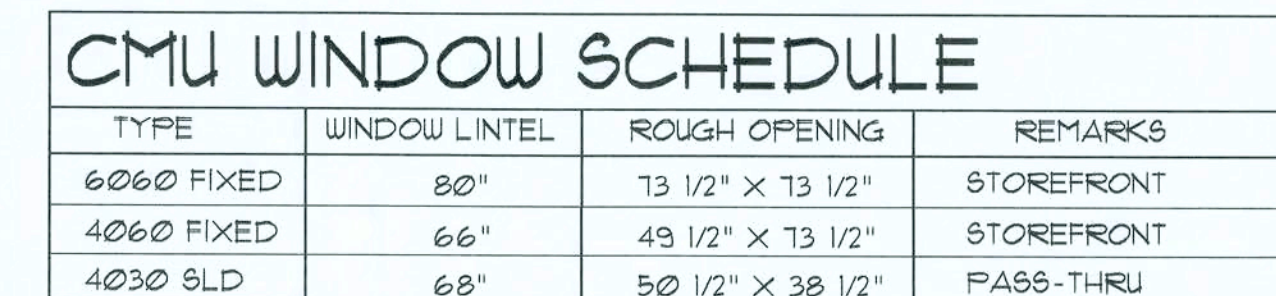 CMU WINDOW SCHEDULE
TYPE WINDOW LINTEL ROUGH OPENING REMARKS
6060 FIXED 80" 73 1/2" X 73 1/2" STOREFRONT
4060 FIXED 66" 49 1/2" X 73 1/2" STOREFRONT
4030 SLD 68" 50 1/2" X 38 1/2" PASS-THRU